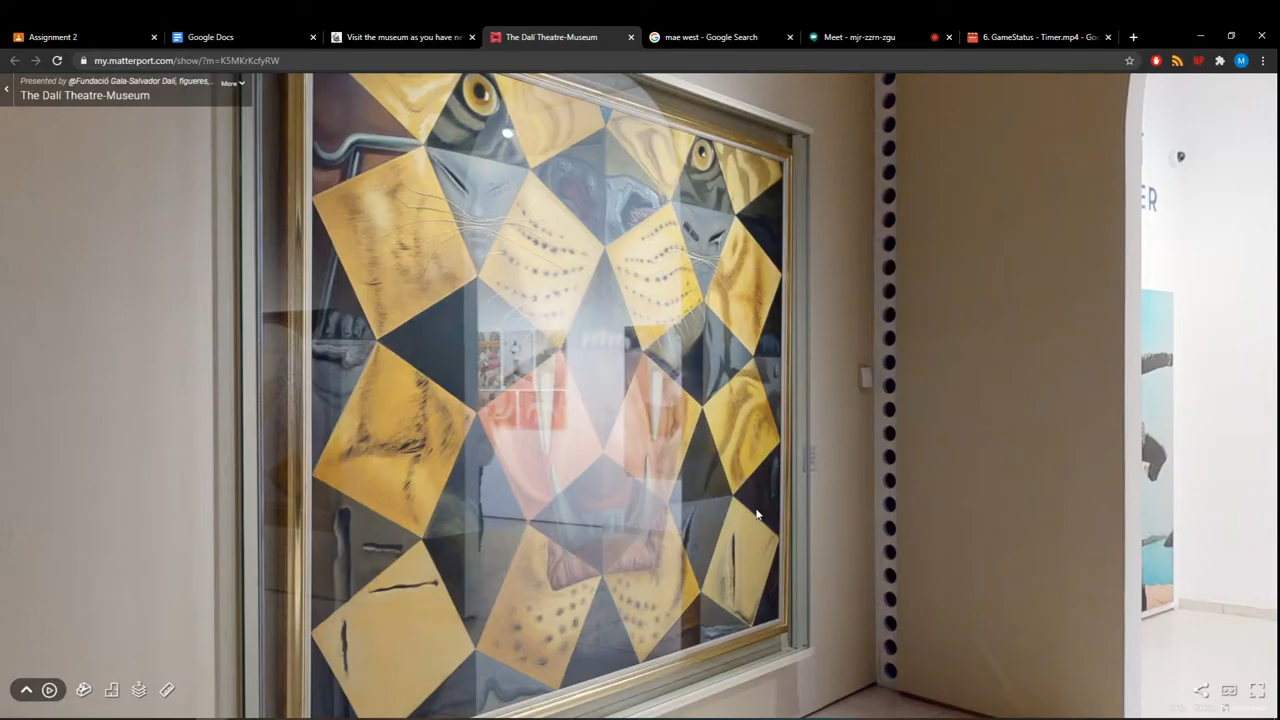 Assignment 2
Google Docs
Visit the museum as you have ne
The Dalí Theatre-Museum
mae west - Google Search
Meet - mjr-zzrn-zgu
6. GameStatus - Timer.mp4 - Go
my.matterport.com/show/?m=K5MKrKcfyRW
M
Presented by @Fundació Gala-Salvador Dalí, figueres,...
More
The Dalí Theatre-Museum
ER